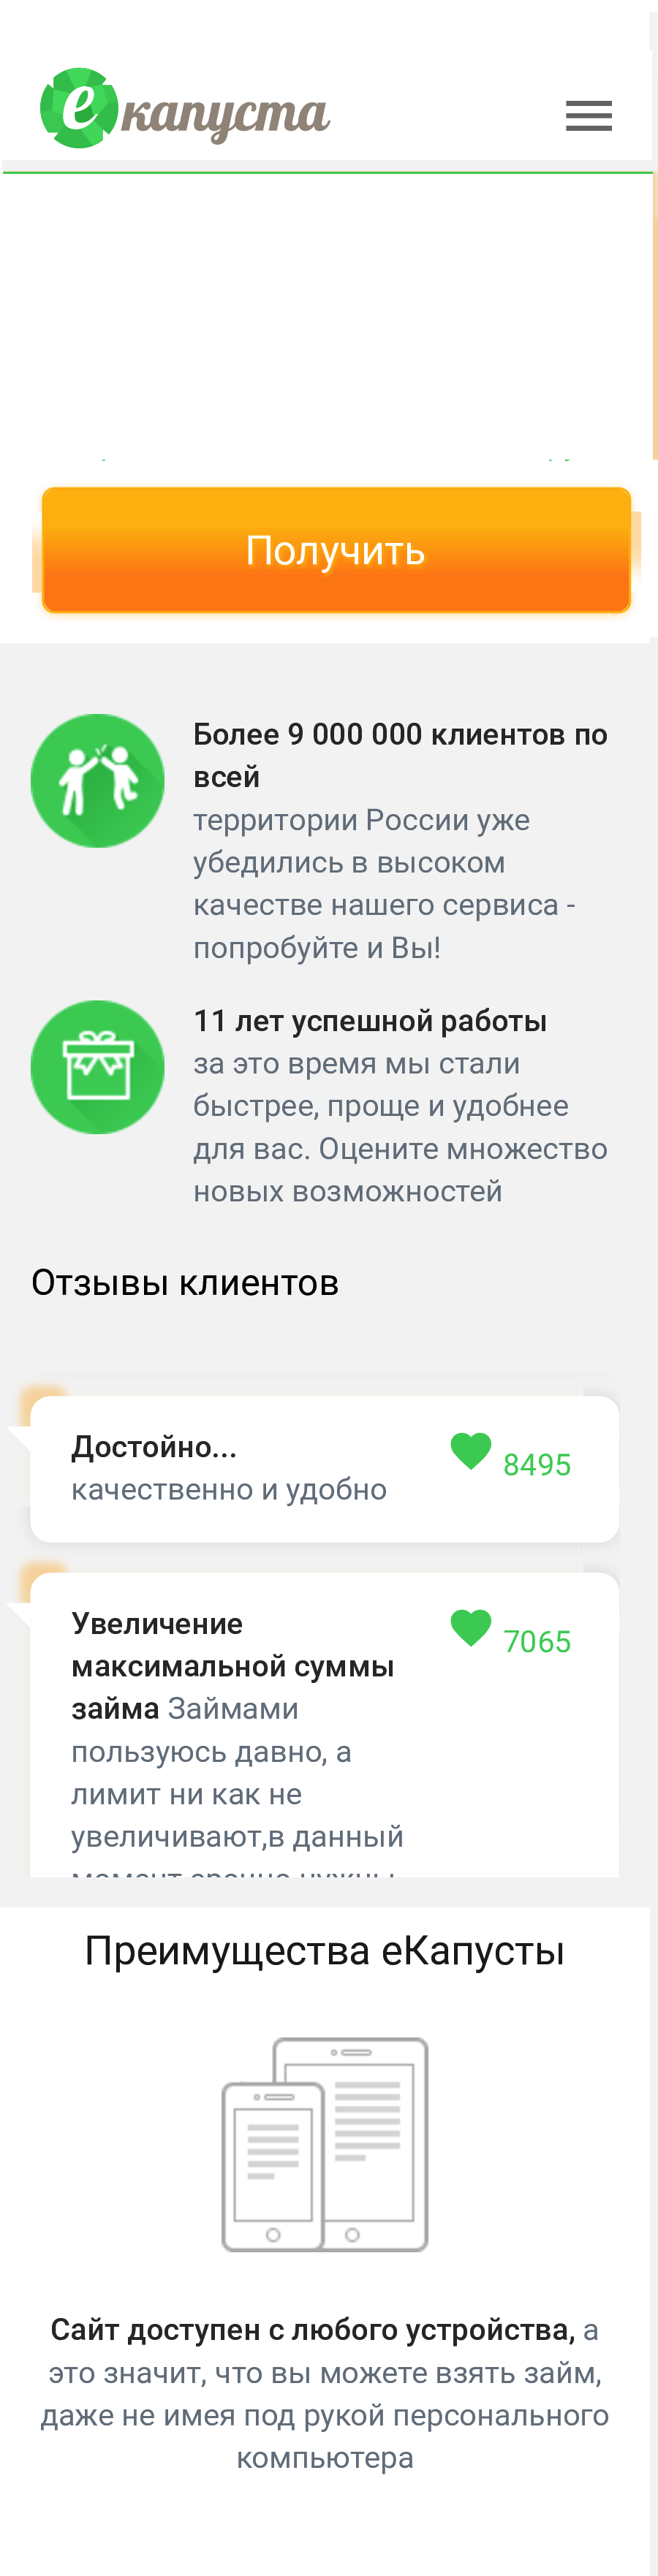 екапуста
Получить
Более 9 000 000 клиентов по
всей
территории России уже
убедились в высоком
качестве нашего сервиса -
попробуйте и Вы!
11 лет успешной работы
за это время мы стали
быстрее, проще и удобнее
для вас. Оцените множество
новых возможностей
Отзывы клиентов
Достойно...
8495
качественно и удобно
Увеличение
7065
максимальной суммы
займа Займами
пользуюсь давно, а
лимит ни как не
увеличивают,в данный
Преимущества еКапусты
Сайт доступен с любого устройства, а
это значит, что вы можете взять займ,
даже не имея под рукой персонального
компьютера